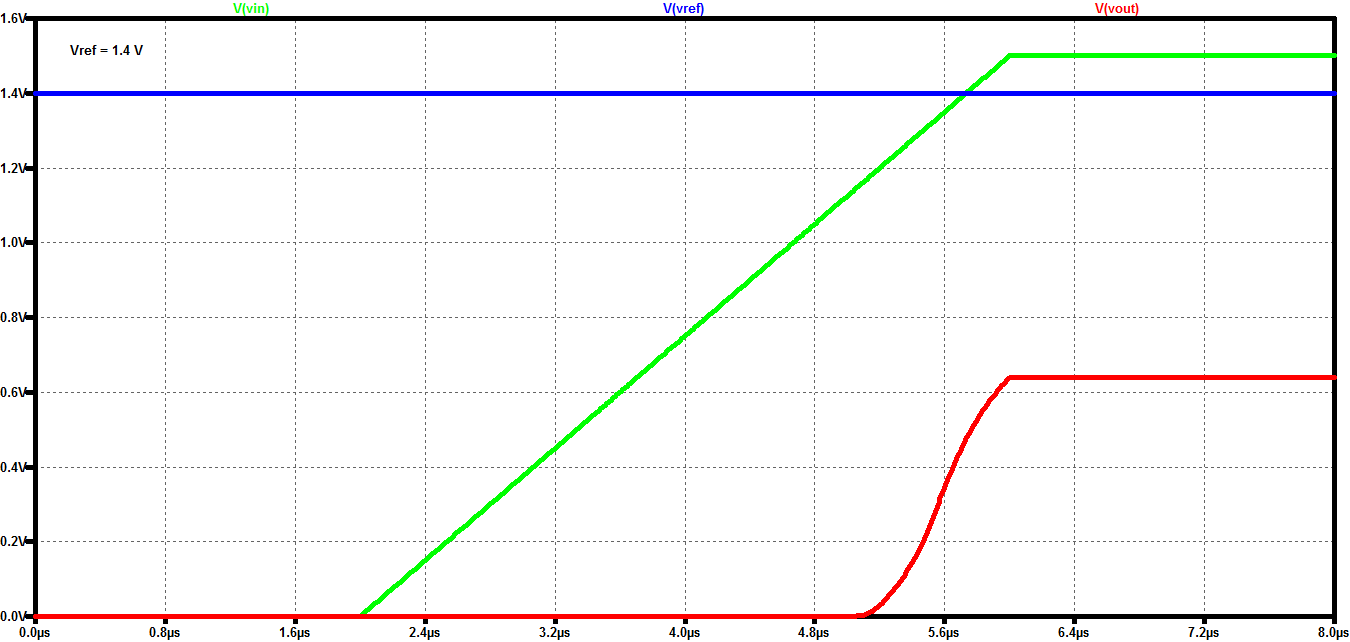 V(vin) V(vref) V(vout)
1.6V
Vref = 1.4 V
1.4V
1.2V
1.0V
0.8V
0.6V
0.4V
0.2V
0.0V
0.0µs 0.8µs 1.6µs 2.4µs 3.2µs 4.0µs 4.8µs 5.6µs 6.4µs 7.2µs 8.0µs